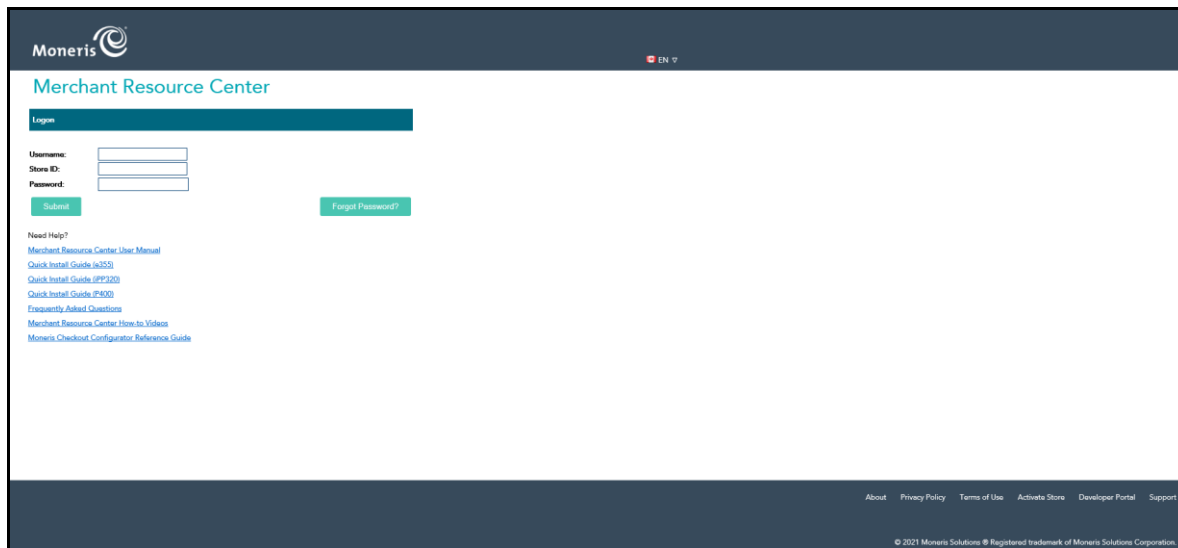 Moneris
EN
Merchant Resource Center
Logon
Username:
Store ID:
Password:
Submit
Forgot Password?
Need Help?
Merchant Resource Center User Manual
Quick Install Guide (e355)
Quick Install Guide (iPP320)
Quick Install Guide (P400)
Frequently Asked Questions
Merchant Resource Center How-to Videos
Moneris Checkout Configurator Reference Guide
About Privacy Policy Terms of Use Activate Store Developer Portal Support
© 2021 Moneris Solutions ® Registered trademark of Moneris Solutions Corporation.